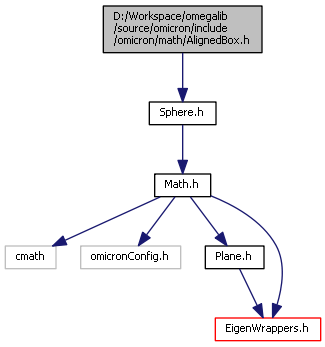 D:/Workspace/omegalib
/source/omicron/include
/omicron/math/AlignedBox.h
Sphere.h
Math.h
cmath
omicronConfig.h
Plane.h
EigenWrappers.h